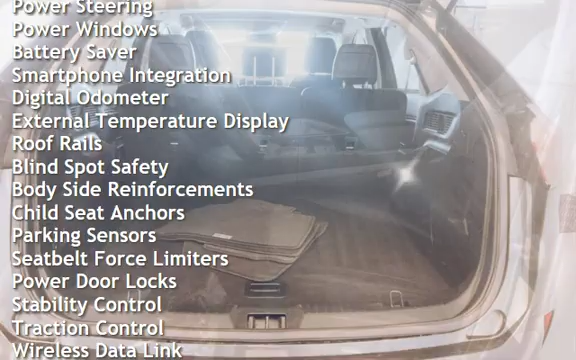 Power Steering
Power Windows
Battery Saver
Smartphone Integration
Digital Odometer
External Temperature Display
Roof Rails
Blind Spot Safety
Body Side Reinforcements
Child Seat Anchors
Parking Sensors
Seatbelt Force Limiters
Power Door Locks
Stability Control
Traction Control
Wireless Data Link